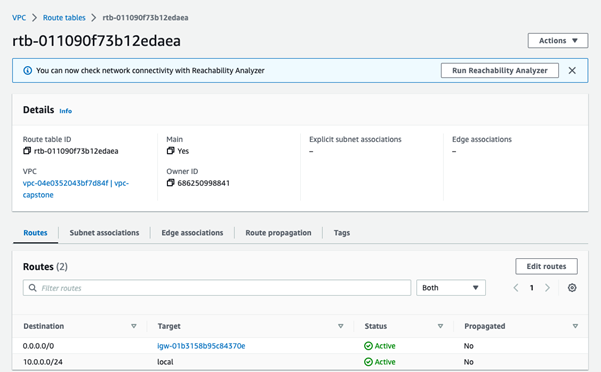 VPC > Route tables > rtb-011090f73b12edaea
rtb-011090f73b12edaea
Actions
You can now check network connectivity with Reachability Analyzer
Run Reachability Analyzer
Details Info
Route table ID
rtb-011090f73b12edaea
Main
Yes
Explicit subnet associations
–
Edge associations
–
VPC
vpc-04e0352043bf7d84f | vpc-
capstone
Owner ID
686250998841
Routes Subnet associations Edge associations Route propagation Tags
Routes (2)
Edit routes
Filter routes
Both
1
Destination Target Status Propagated
0.0.0.0/0 igw-01b3158b95c84370e Active No
10.0.0.0/24 local Active No